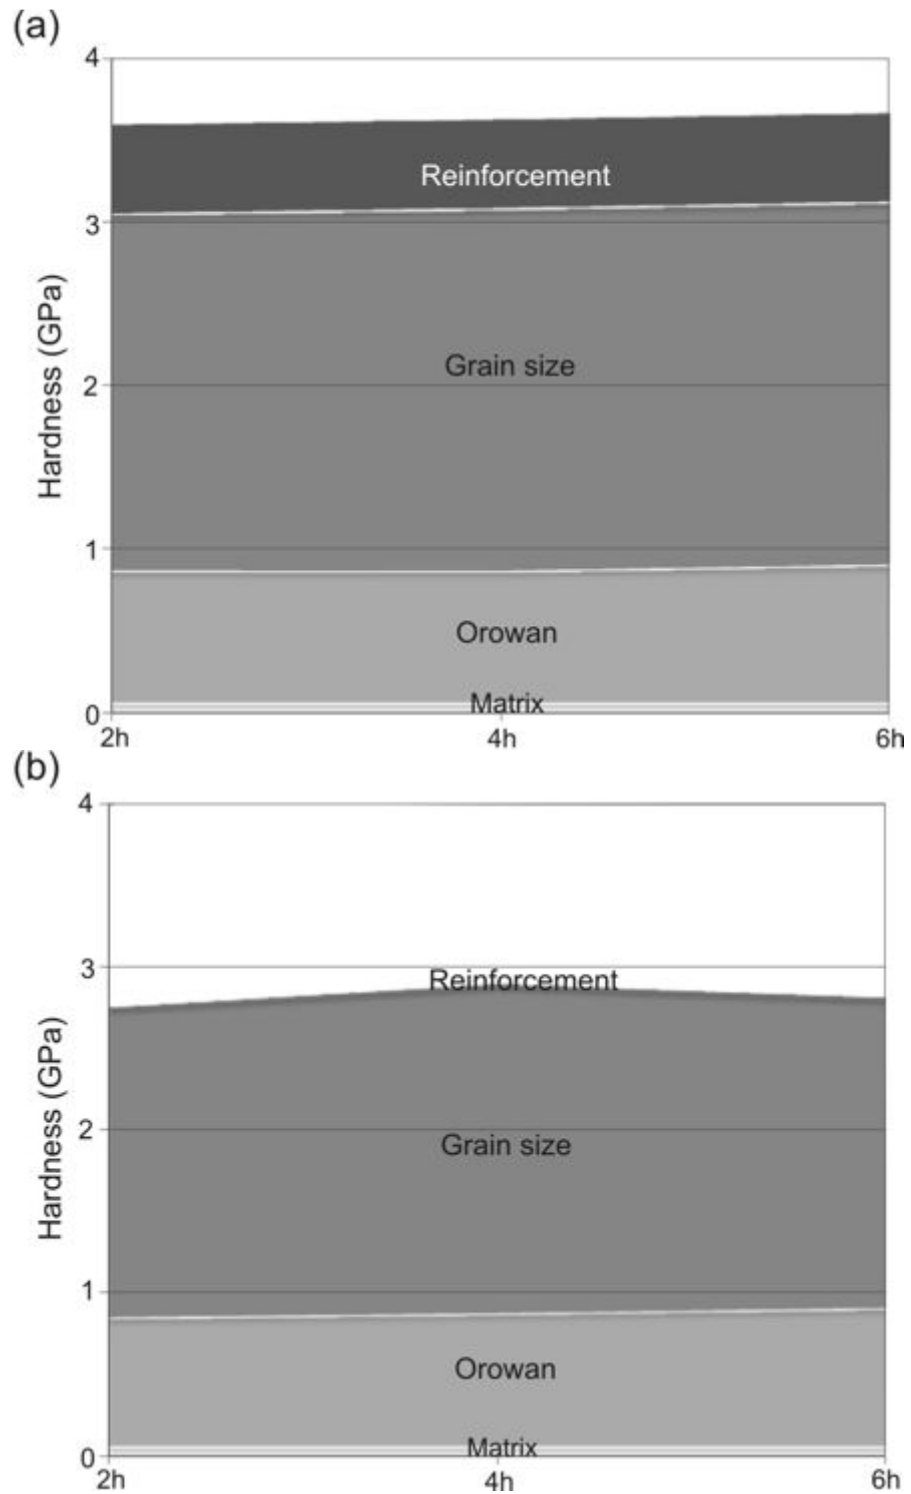 (a)
4
Reinforcement
3
Hardness (GPa)
Grain size
2
1
Orowan
Matrix
0
2h
4h
6h
(b)
4
3
Reinforcement
Hardness (GPa)
2
Grain size
1
Orowan
Matrix
0
2h
4h
6h